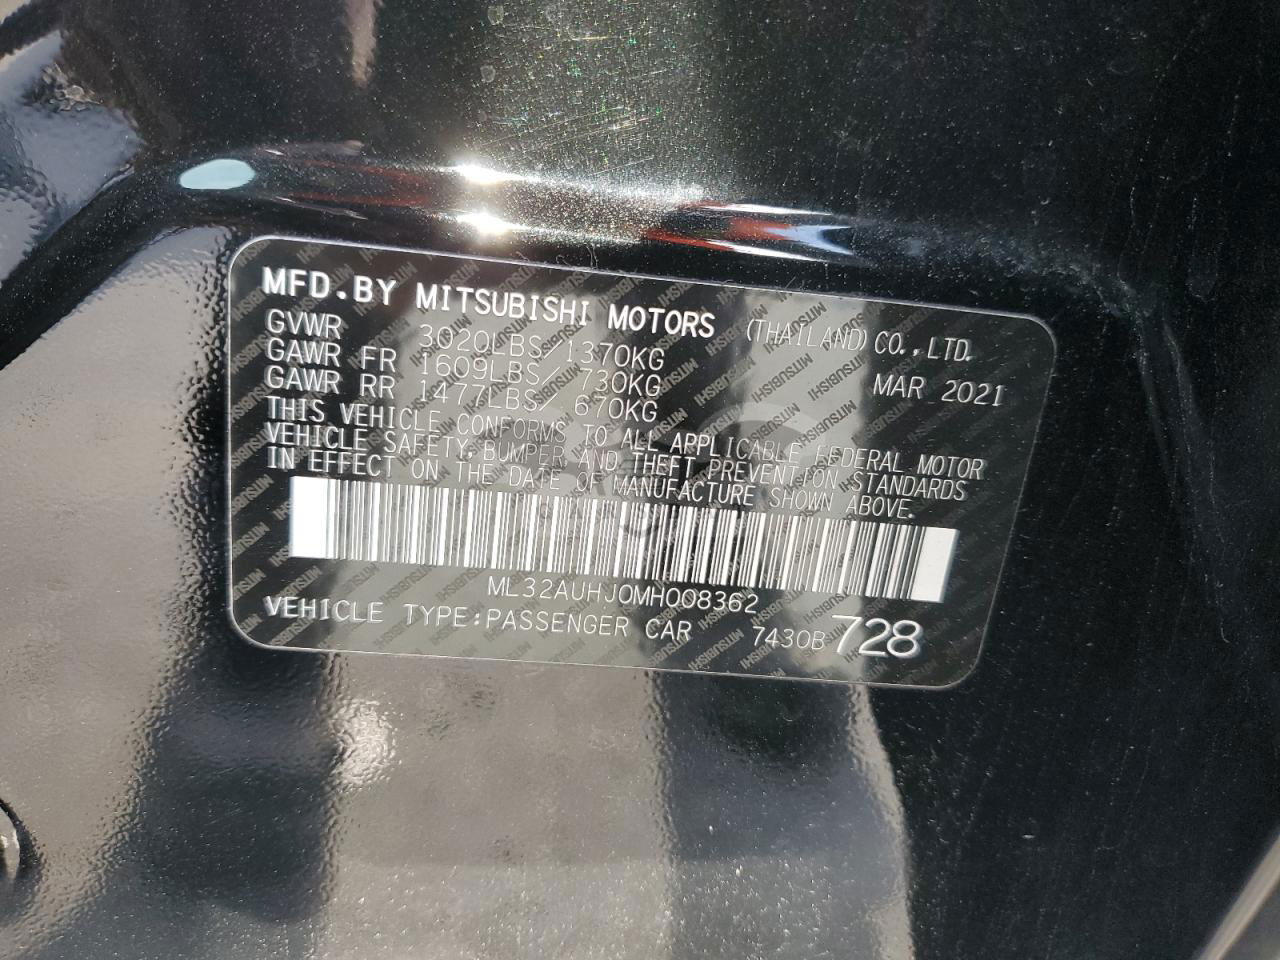 MFD.BY MITSUBISHI MOTORS (THAILAND) CO.,LTD.
GVWR 3020LBS/1370KG MAR 2021
GAWR FR 1609LBS/ 730KG
GAWR RR 1477LBS/ 670KG
THIS VEHICLE CONFORMS TO ALL APPLICABLE FEDERAL MOTOR
VEHICLE SAFETY, BUMPER AND THEFT PREVENTION STANDARDS
IN EFFECT ON THE DATE OF MANUFACTURE SHOWN ABOVE.
ML32AUHJ0MH008362
VEHICLE TYPE:PASSENGER CAR 7430B 728